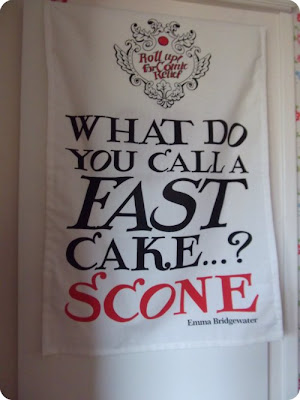 Roll up!
For Comic
Relief
WHAT DO
YOU CALL A
FAST
CAKE...?
SCONE
Emma Bridgewater